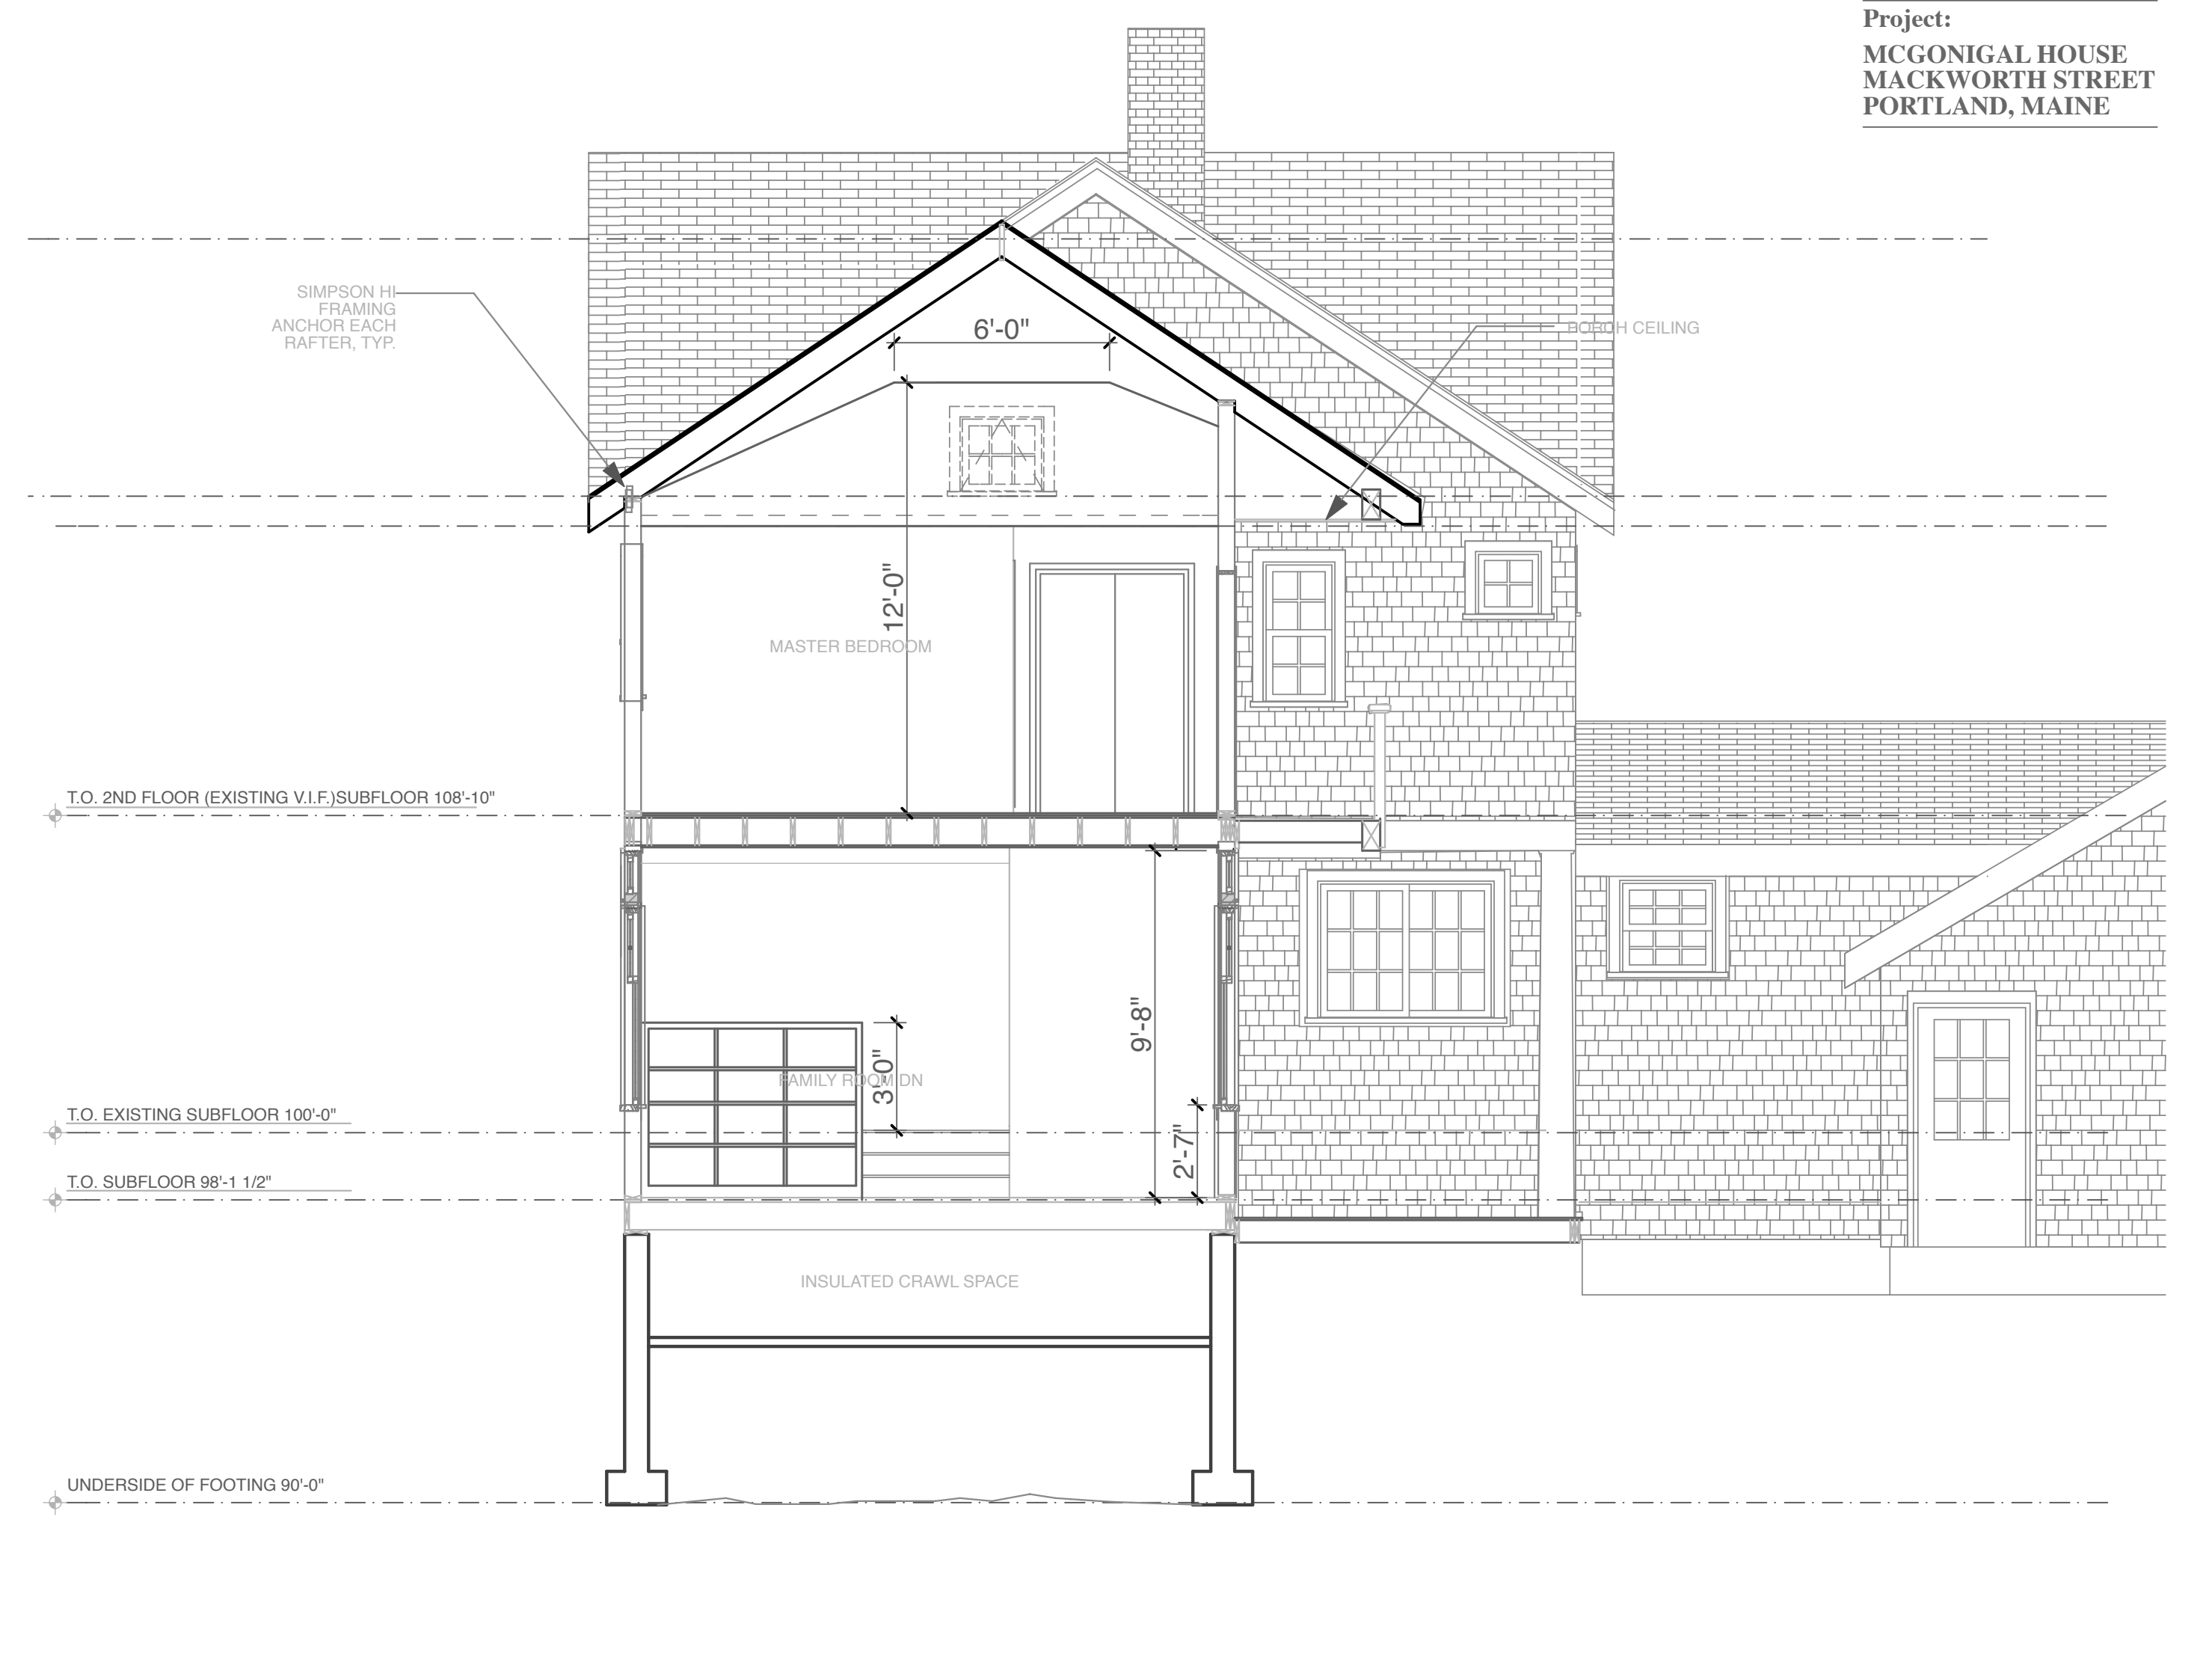 Project:
MCGONIGAL HOUSE
MACKWORTH STREET
PORTLAND, MAINE
SIMPSON HI
FRAMING
ANCHOR EACH
RAFTER, TYP.
6'-0"
PORCH CEILING
12'-0"
MASTER BEDROOM
T.O. 2ND FLOOR (EXISTING V.I.F.)SUBFLOOR 108'-10"
9'-8"
3'-0"
FAMILY ROOM DN
T.O. EXISTING SUBFLOOR 100'-0"
2'-7"
T.O. SUBFLOOR 98'-1 1/2"
INSULATED CRAWL SPACE
UNDERSIDE OF FOOTING 90'-0"